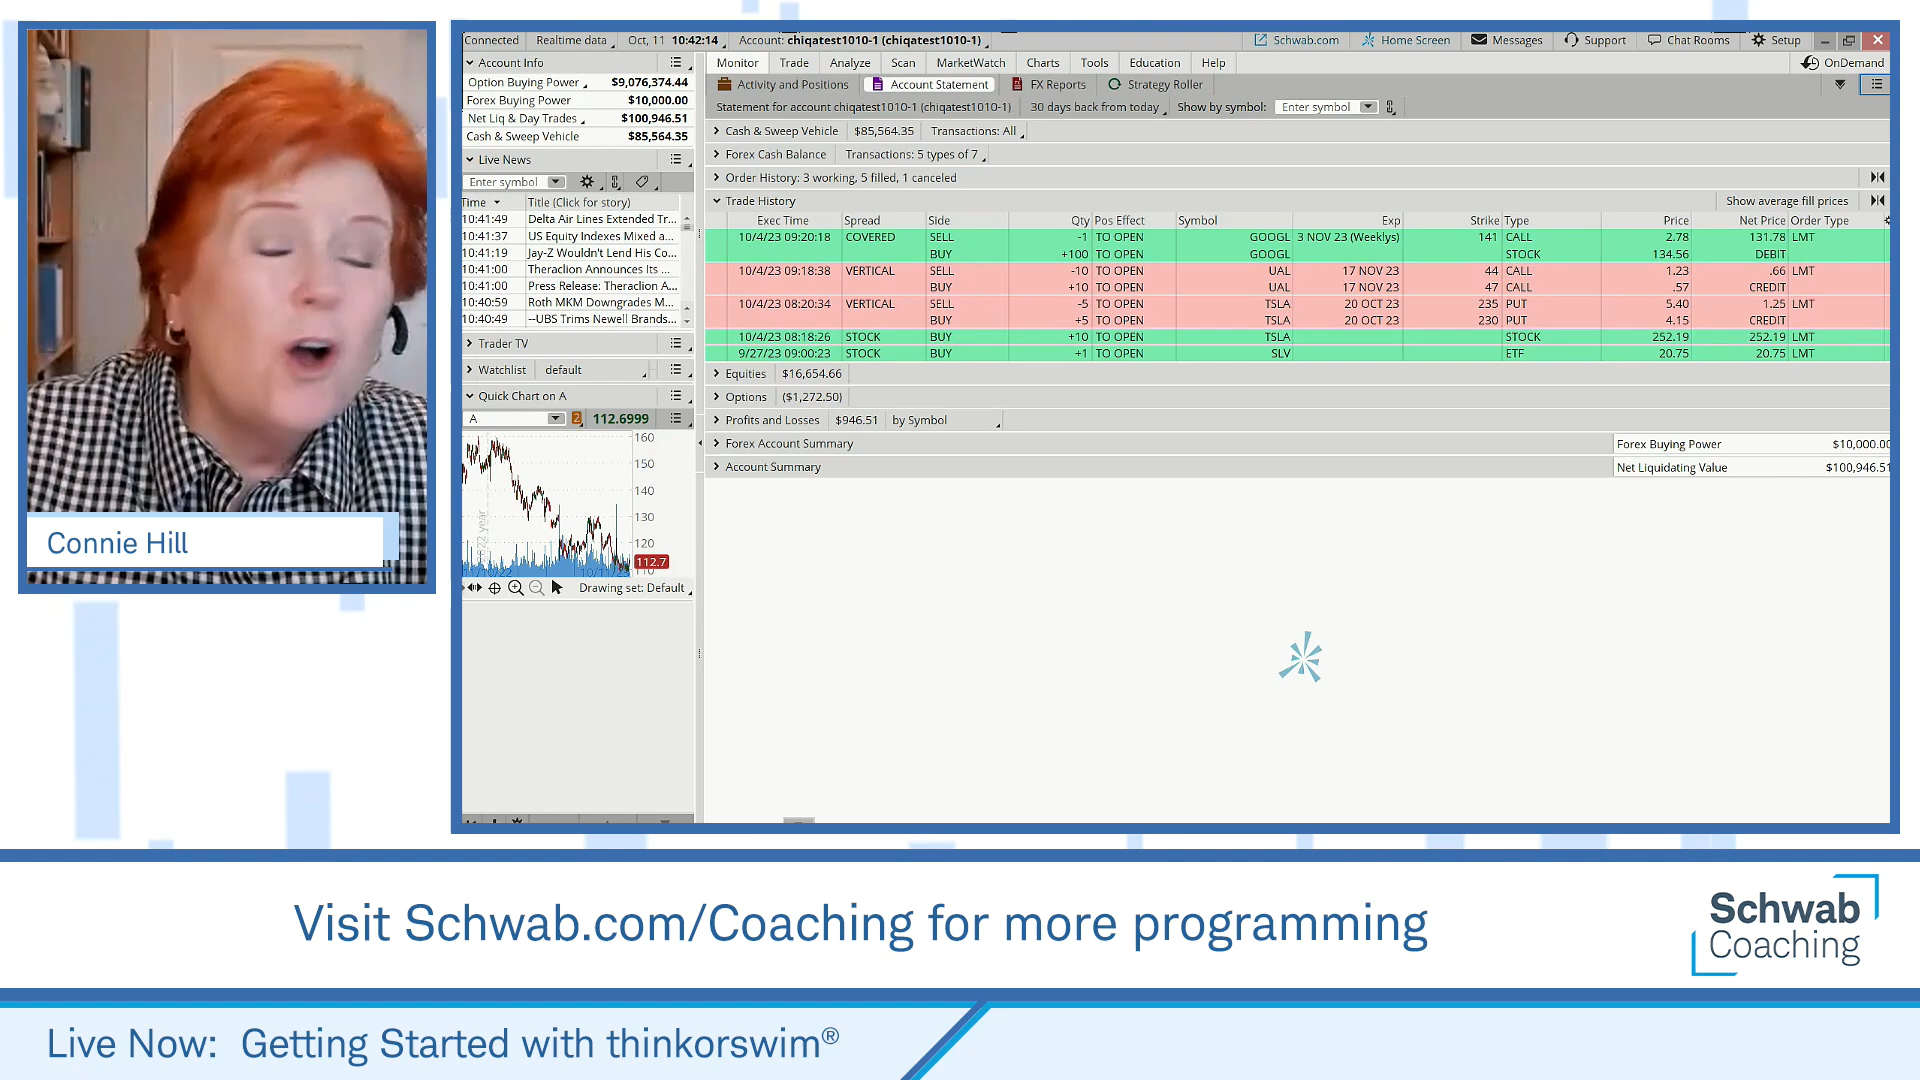 Connected Realtime data Oct, 11 10:42:14 Account: chiqatest1010-1 (chiqatest1010-1) Schwab.com Home Screen Messages Support Chat Rooms Setup
Account Info
Option Buying Power $9,076,374.44
Forex Buying Power $10,000.00
Net Liq & Day Trades $100,946.51
Cash & Sweep Vehicle $85,564.35
Live News
Enter symbol
Time Title (Click for story)
10:41:49 Delta Air Lines Extended Tr...
10:41:37 US Equity Indexes Mixed a...
10:41:19 Jay-Z Wouldn't Lend His Co...
10:41:00 Theraclion Announces Its ...
10:41:00 Press Release: Theraclion A...
10:40:59 Roth MKM Downgrades M...
10:40:49 --UBS Trims Newell Brands...
Trader TV
Watchlist default
Quick Chart on A
A 2 112.6999
160
150
140
130
120
112.7
2022 year
Drawing set: Default
Monitor Trade Analyze Scan MarketWatch Charts Tools Education Help OnDemand
Activity and Positions Account Statement FX Reports Strategy Roller
Statement for account chiqatest1010-1 (chiqatest1010-1) 30 days back from today Show by symbol: Enter symbol
Cash & Sweep Vehicle $85,564.35 Transactions: All
Forex Cash Balance Transactions: 5 types of 7
Order History: 3 working, 5 filled, 1 canceled
Trade History Show average fill prices
Exec Time Spread Side Qty Pos Effect Symbol Exp Strike Type Price Net Price Order Type
10/4/23 09:20:18 COVERED SELL -1 TO OPEN GOOGL 3 NOV 23 (Weeklys) 141 CALL 2.78 131.78 LMT
BUY +100 TO OPEN GOOGL STOCK 134.56 DEBIT
10/4/23 09:18:38 VERTICAL SELL -10 TO OPEN UAL 17 NOV 23 44 CALL 1.23 .66 LMT
BUY +10 TO OPEN UAL 17 NOV 23 47 CALL .57 CREDIT
10/4/23 08:20:34 VERTICAL SELL -5 TO OPEN TSLA 20 OCT 23 235 PUT 5.40 1.25 LMT
BUY +5 TO OPEN TSLA 20 OCT 23 230 PUT 4.15 CREDIT
10/4/23 08:18:26 STOCK BUY +10 TO OPEN TSLA STOCK 252.19 252.19 LMT
9/27/23 09:00:23 STOCK BUY +1 TO OPEN SLV ETF 20.75 20.75 LMT
Equities $16,654.66
Options ($1,272.50)
Profits and Losses $946.51 by Symbol
Forex Account Summary Forex Buying Power $10,000.00
Account Summary Net Liquidating Value $100,946.51
Connie Hill
Visit Schwab.com/Coaching for more programming
Schwab
Coaching
Live Now: Getting Started with thinkorswim®